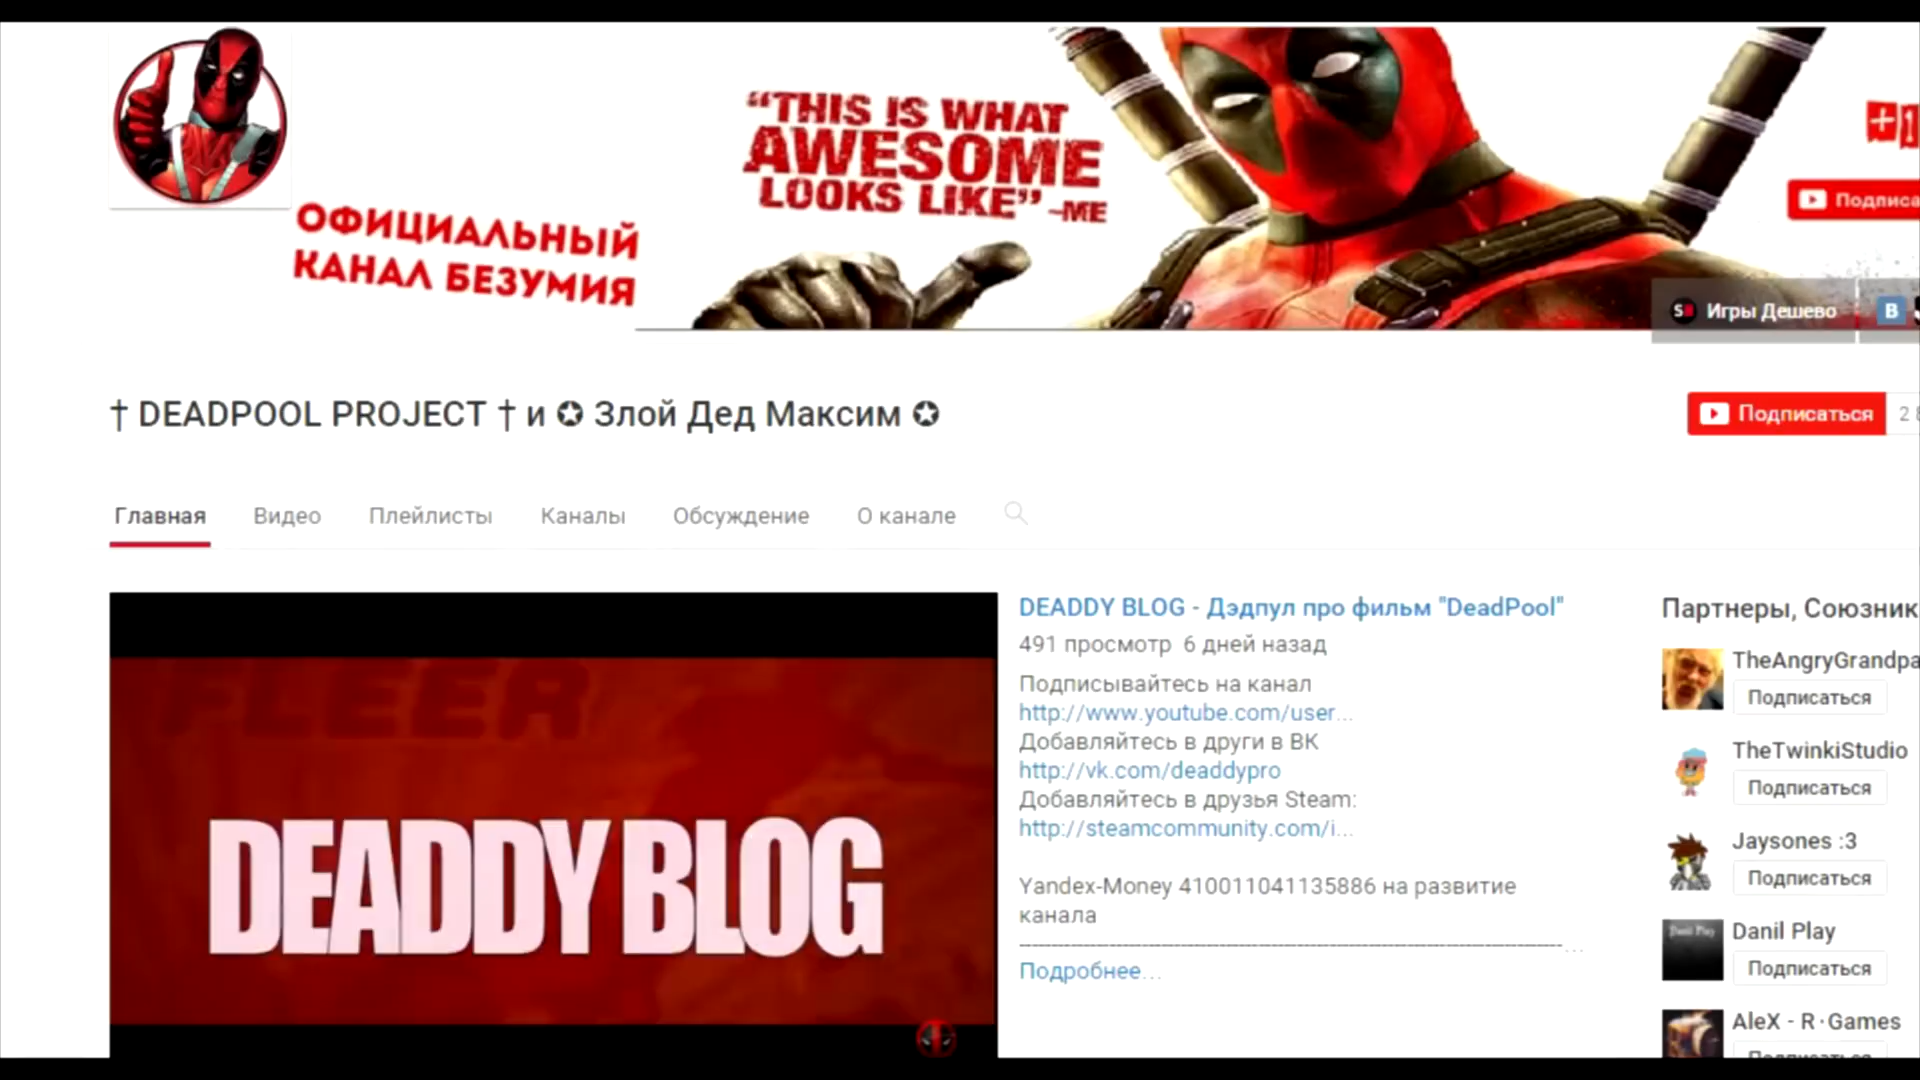 "THIS IS WHAT
AWESOME
LOOKS LIKE" -ME
+1
ОФИЦИАЛЬНЫЙ
КАНАЛ БЕЗУМИЯ
Игры Дешево
B
† DEADPOOL PROJECT † и ✪ Злой Дед Максим ✪
Подписаться
2
Главная Видео Плейлисты Каналы Обсуждение О канале
FLEER
DEADDY BLOG
DEADDY BLOG - Дэдпул про фильм "DeadPool"
491 просмотр 6 дней назад
Подписывайтесь на канал
http://www.youtube.com/user...
Добавляйтесь в други в ВК
http://vk.com/deaddypro
Добавляйтесь в друзья Steam:
http://steamcommunity.com/i...
Yandex-Money 410011041135886 на развитие
канала
Подробнее...
Партнеры, Союзник
TheAngryGrandpa
Подписаться
TheTwinkiStudio
Подписаться
Jaysones :3
Подписаться
Danil Play
Подписаться
AleX - R·Games